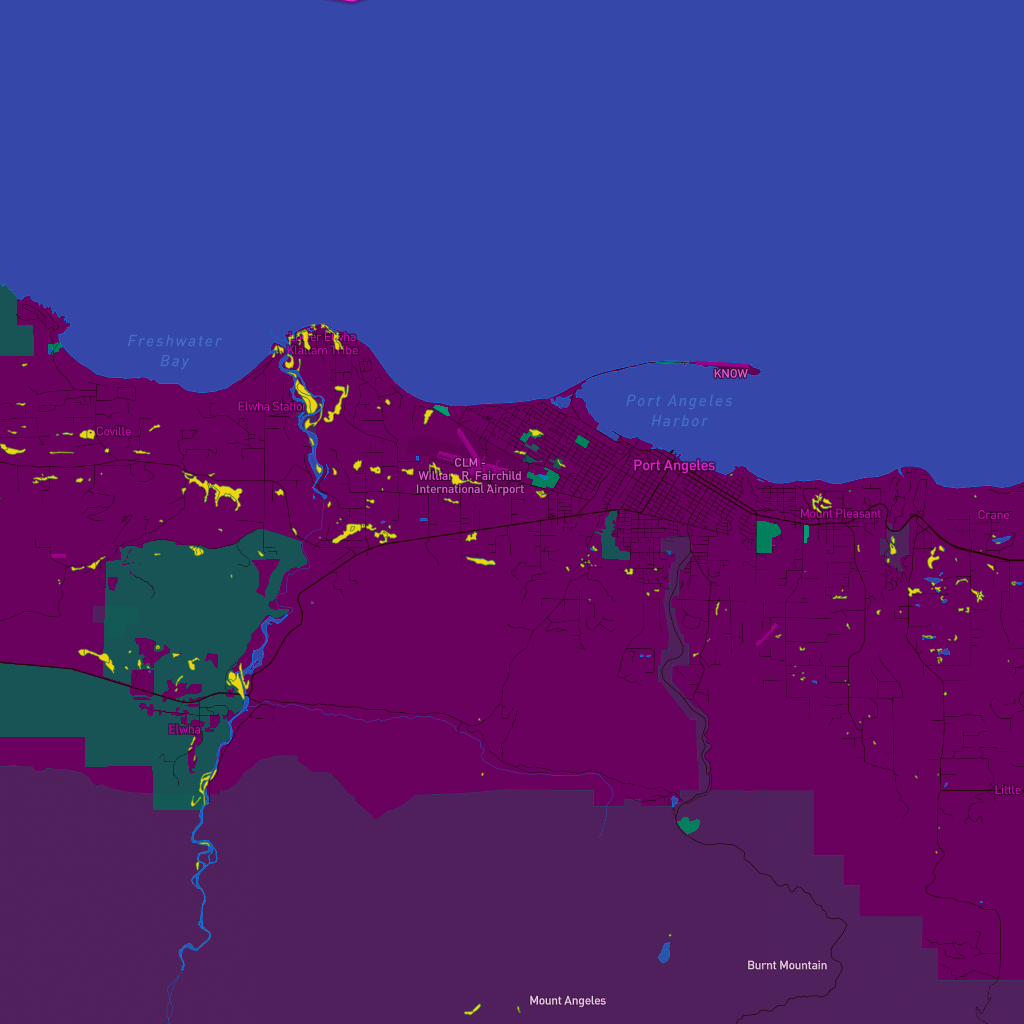 Freshwater
Bay
Lower Elwha
Klallam Tribe
KNOW
Port Angeles
Harbor
Elwha Station
Coville
CLM -
William R. Fairchild
International Airport
Port Angeles
Mount Pleasant
Crane
Elwha
Little
Burnt Mountain
Mount Angeles